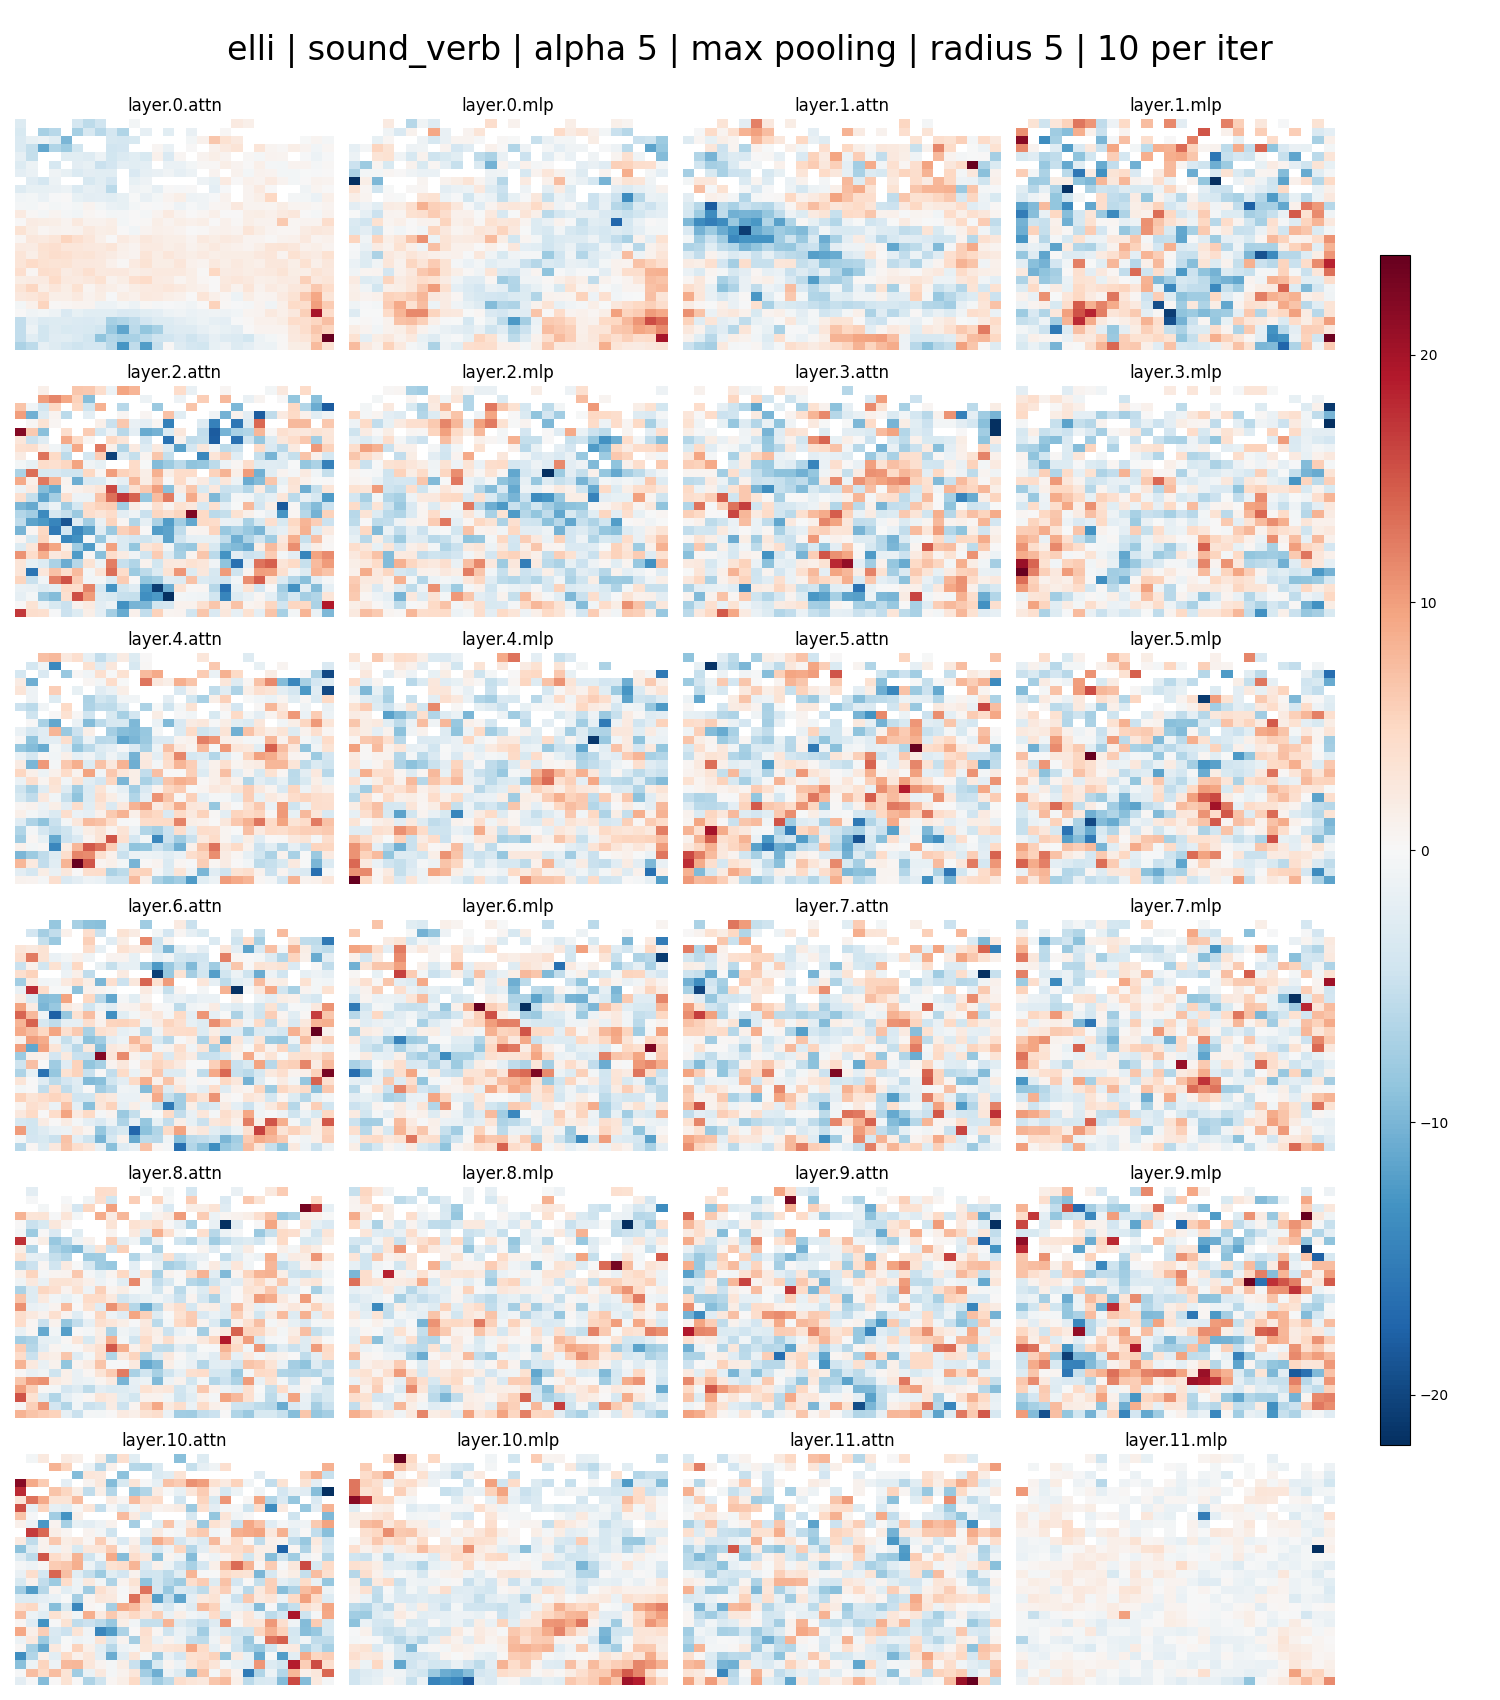 elli | sound_verb | alpha 5 | max pooling | radius 5 | 10 per iter
layer.0.attn layer.0.mlp layer.1.attn layer.1.mlp
layer.2.attn layer.2.mlp layer.3.attn layer.3.mlp
20
10
layer.4.attn layer.4.mlp layer.5.attn layer.5.mlp
0
layer.6.attn layer.6.mlp layer.7.attn layer.7.mlp
−10
layer.8.attn layer.8.mlp layer.9.attn layer.9.mlp
−20
layer.10.attn layer.10.mlp layer.11.attn layer.11.mlp